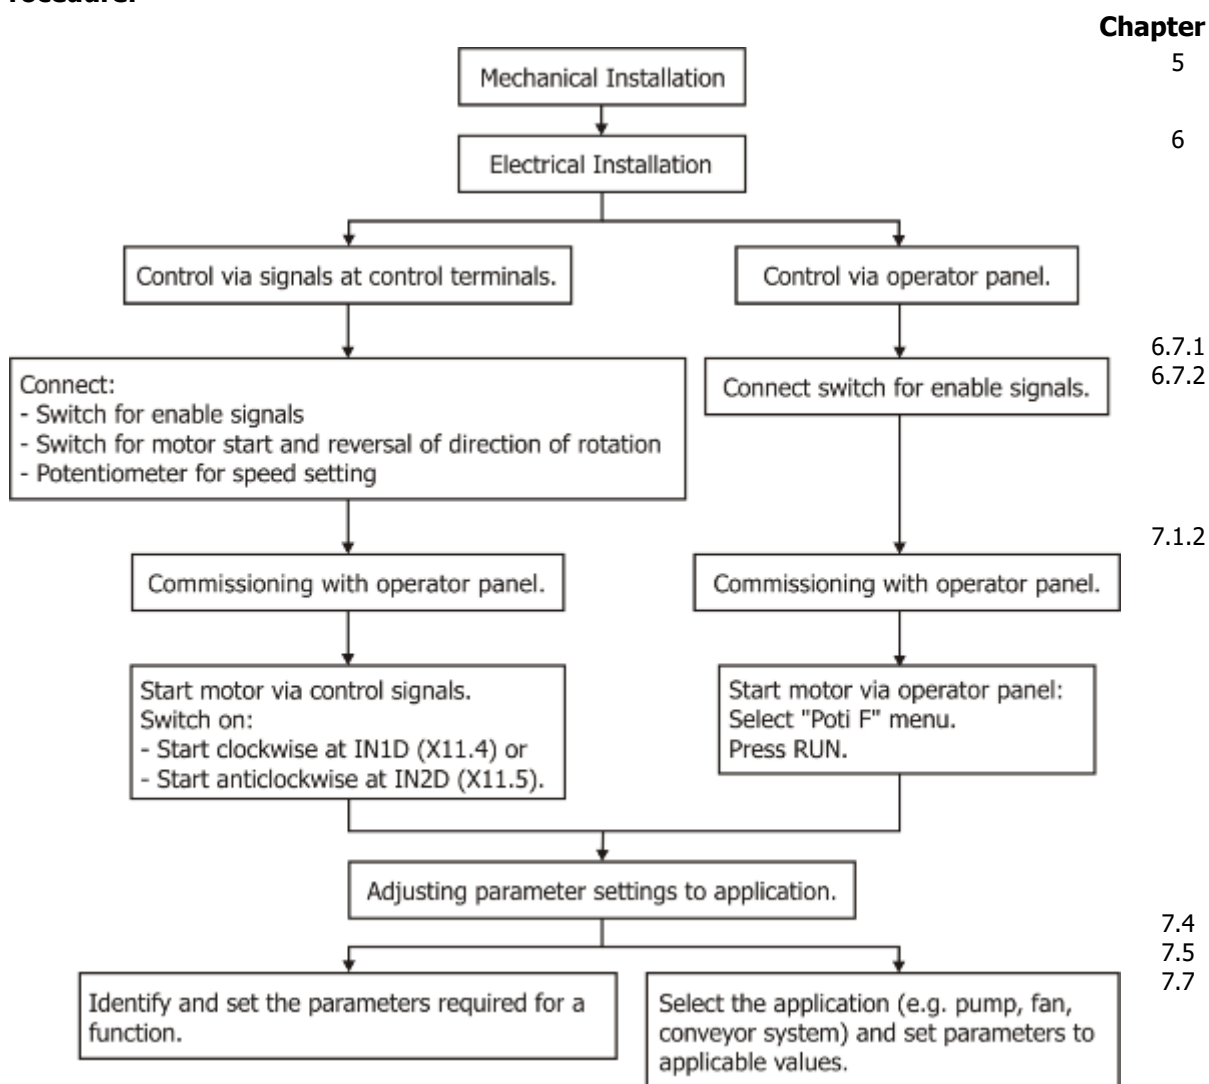 Chapter
Mechanical Installation
5
Electrical Installation
6
Control via signals at control terminals.
Control via operator panel.
Connect:
- Switch for enable signals
- Switch for motor start and reversal of direction of rotation
- Potentiometer for speed setting
Connect switch for enable signals.
6.7.1
6.7.2
Commissioning with operator panel.
Commissioning with operator panel.
7.1.2
Start motor via control signals.
Switch on:
- Start clockwise at IN1D (X11.4) or
- Start anticlockwise at IN2D (X11.5).
Start motor via operator panel:
Select "Poti F" menu.
Press RUN.
Adjusting parameter settings to application.
7.4
7.5
7.7
Identify and set the parameters required for a
function.
Select the application (e.g. pump, fan,
conveyor system) and set parameters to
applicable values.